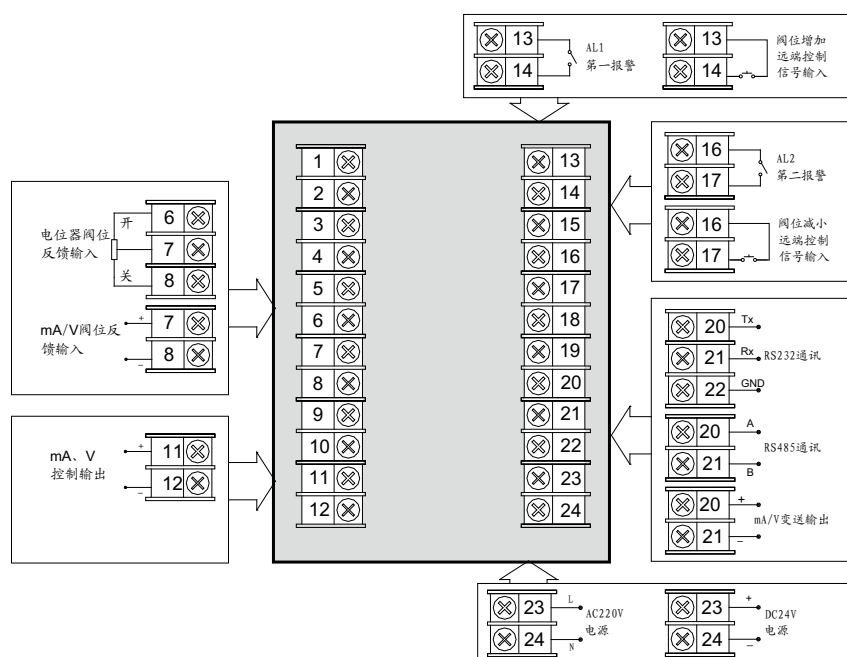 13
14
AL1
第一报警
13
14
阀位增加
远端控制
信号输入
16
17
AL2
第二报警
16
17
阀位减小
远端控制
信号输入
电位器阀位
反馈输入
开
关
6
7
8
mA/V阀位反
馈输入
+
−
7
8
mA、V
控制输出
+
−
11
12
1
2
3
4
5
6
7
8
9
10
11
12
13
14
15
16
17
18
19
20
21
22
23
24
20
21
22
Tx
Rx
GND
RS232通讯
20
21
A
B
RS485通讯
20
21
+
−
mA/V变送输出
23
24
L
N
AC220V
电源
23
24
+
−
DC24V
电源